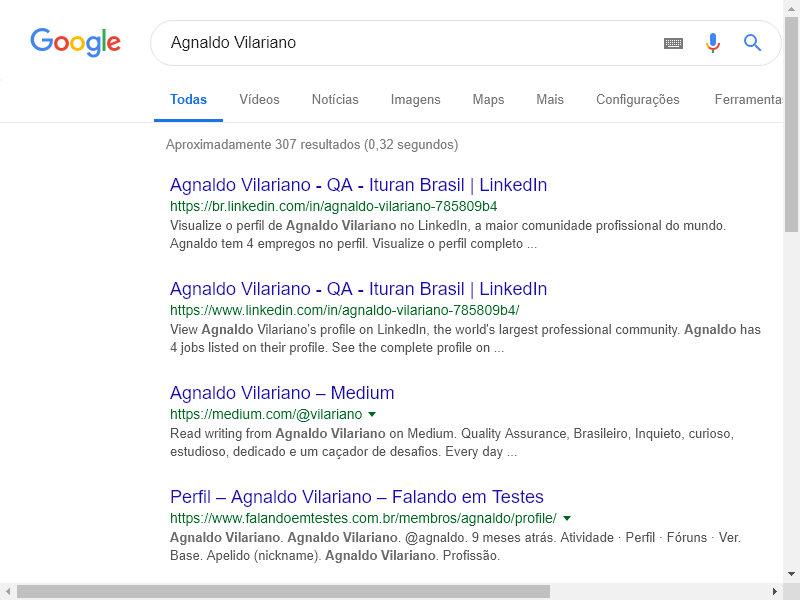 Google
Agnaldo Vilariano
Todas Vídeos Notícias Imagens Maps Mais Configurações Ferramenta
Aproximadamente 307 resultados (0,32 segundos)
Agnaldo Vilariano - QA - Ituran Brasil | LinkedIn
https://br.linkedin.com/in/agnaldo-vilariano-785809b4
Visualize o perfil de Agnaldo Vilariano no LinkedIn, a maior comunidade profissional do mundo.
Agnaldo tem 4 empregos no perfil. Visualize o perfil completo ...
Agnaldo Vilariano - QA - Ituran Brasil | LinkedIn
https://www.linkedin.com/in/agnaldo-vilariano-785809b4/
View Agnaldo Vilariano's profile on LinkedIn, the world's largest professional community. Agnaldo has
4 jobs listed on their profile. See the complete profile on ...
Agnaldo Vilariano – Medium
https://medium.com/@vilariano
Read writing from Agnaldo Vilariano on Medium. Quality Assurance, Brasileiro, Inquieto, curioso,
estudioso, dedicado e um caçador de desafios. Every day ...
Perfil – Agnaldo Vilariano – Falando em Testes
https://www.falandoemtestes.com.br/membros/agnaldo/profile/
Agnaldo Vilariano. Agnaldo Vilariano. @agnaldo. 9 meses atrás. Atividade · Perfil · Fóruns · Ver.
Base. Apelido (nickname). Agnaldo Vilariano. Profissão.